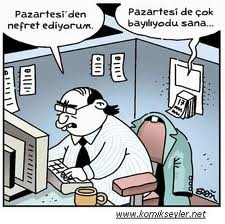 Pazartesi'den
nefret ediyorum.
Pazartesi de çok
bayılıyodu sana...
www.komikseyler.net